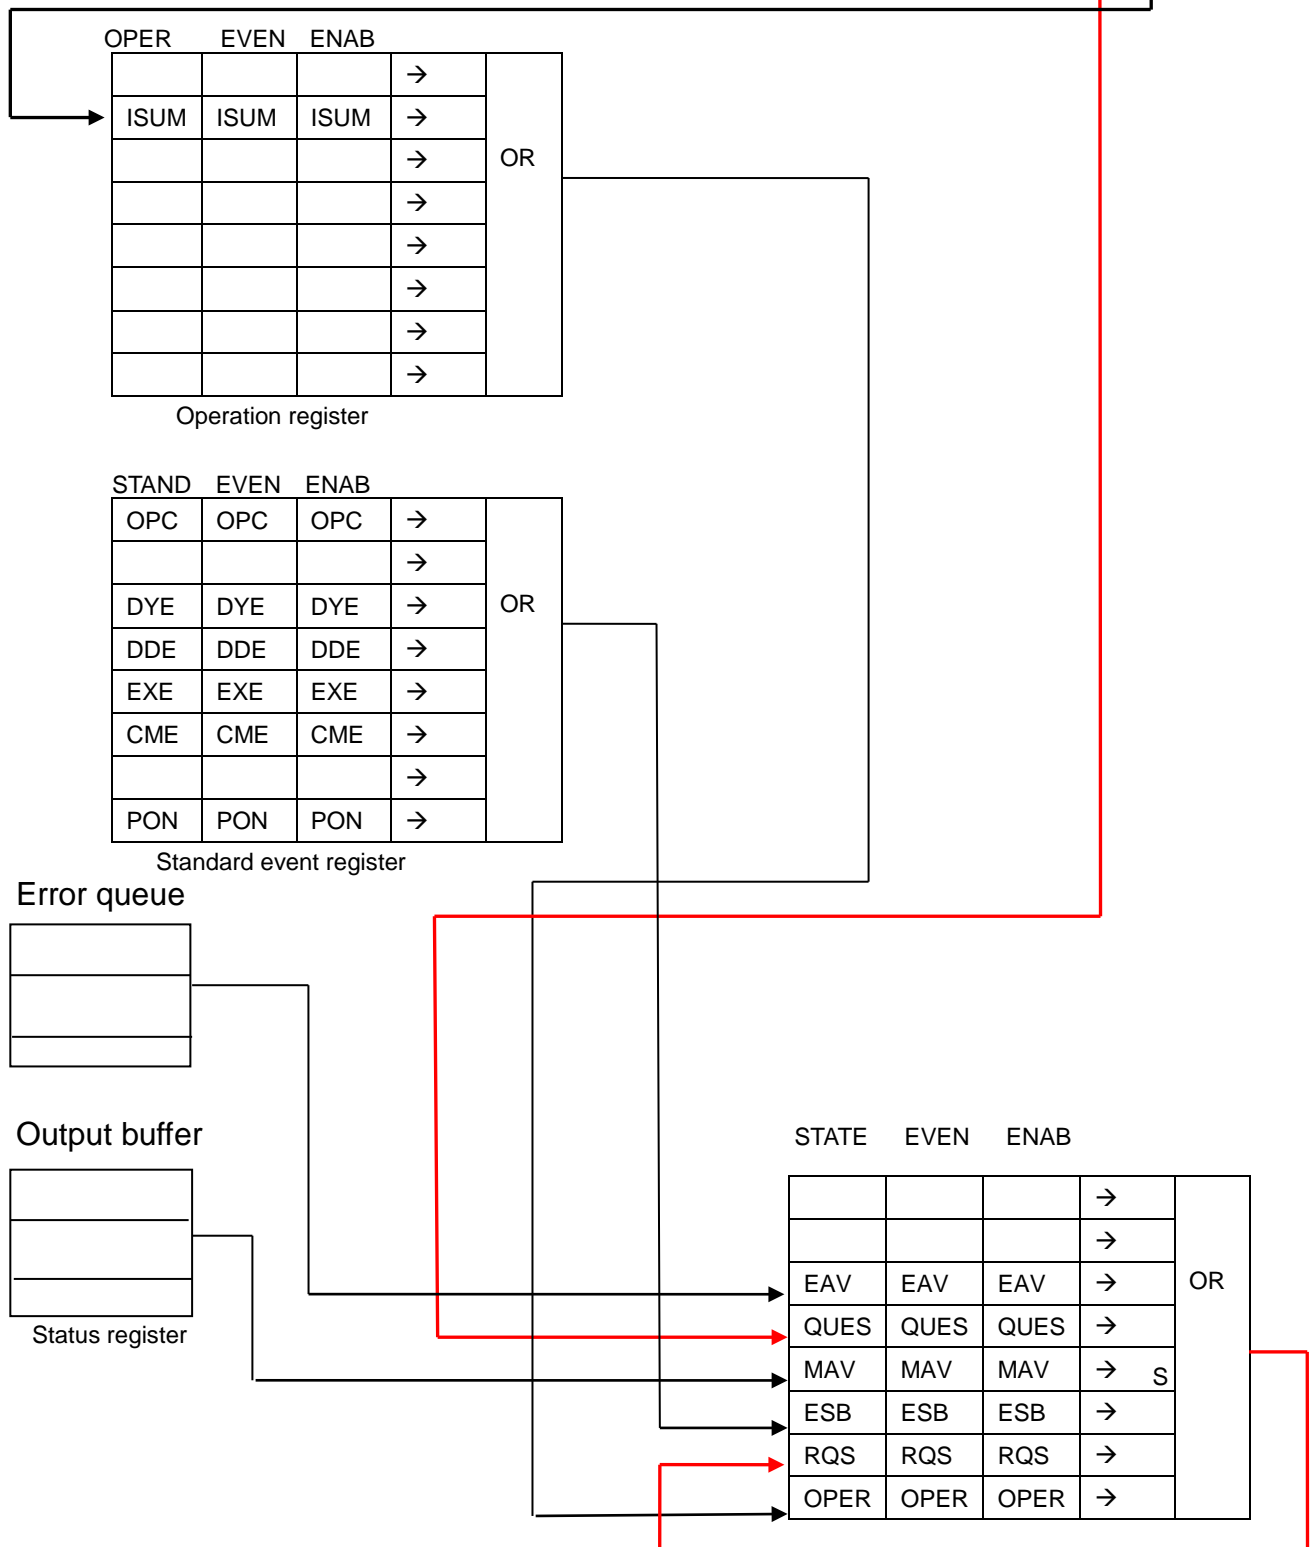 OPER EVEN ENAB
→
ISUM ISUM ISUM →
→ OR
→
→
→
→
→
Operation register
STAND EVEN ENAB
OPC OPC OPC →
→
DYE DYE DYE → OR
DDE DDE DDE →
EXE EXE EXE →
CME CME CME →
→
PON PON PON →
Standard event register
Error queue
Output buffer
Status register
STATE EVEN ENAB
→
→
EAV EAV EAV → OR
QUES QUES QUES →
MAV MAV MAV → S
ESB ESB ESB →
RQS RQS RQS →
OPER OPER OPER →